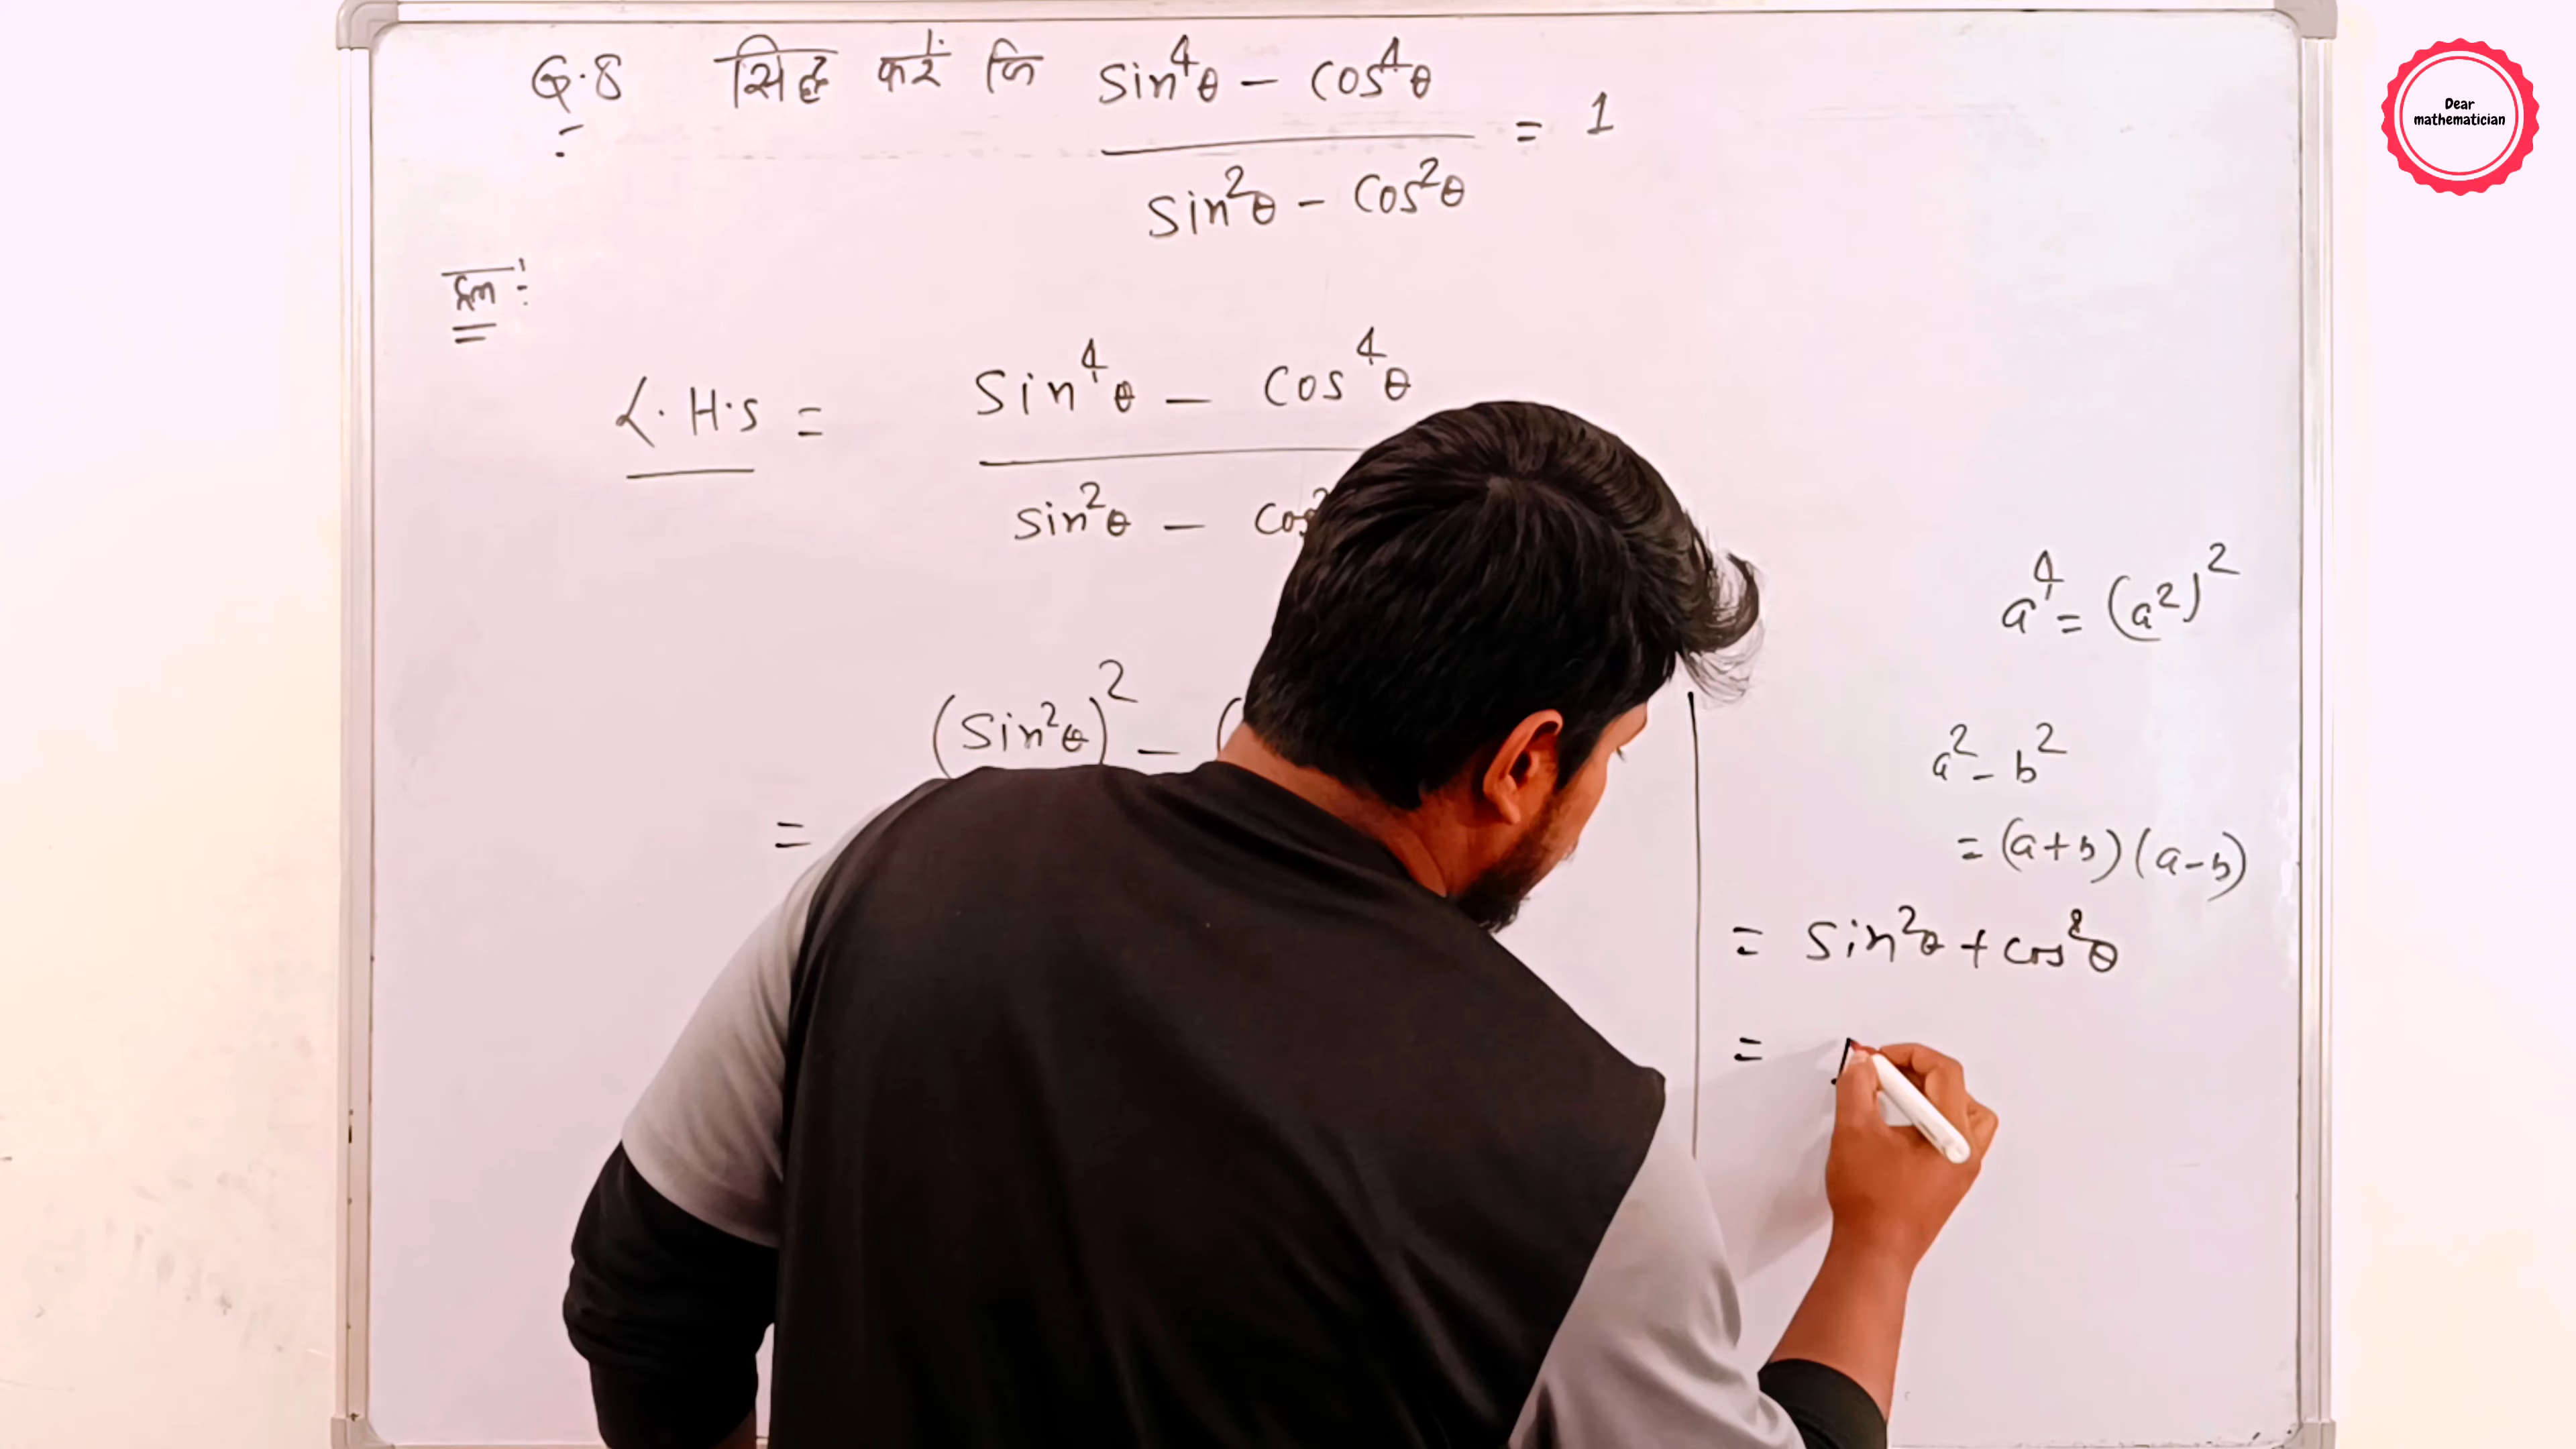 Q.8 सिद्ध करें कि sin⁴θ - cos⁴θ / sin²θ - cos²θ = 1
हल :-
L.H.S = sin⁴θ - cos⁴θ
sin²θ -
(sin²θ)² -
=
a⁴ = (a²)²
a² - b²
= (a+b)(a-b)
= sin²θ + cos²θ
=
Dear
mathematician